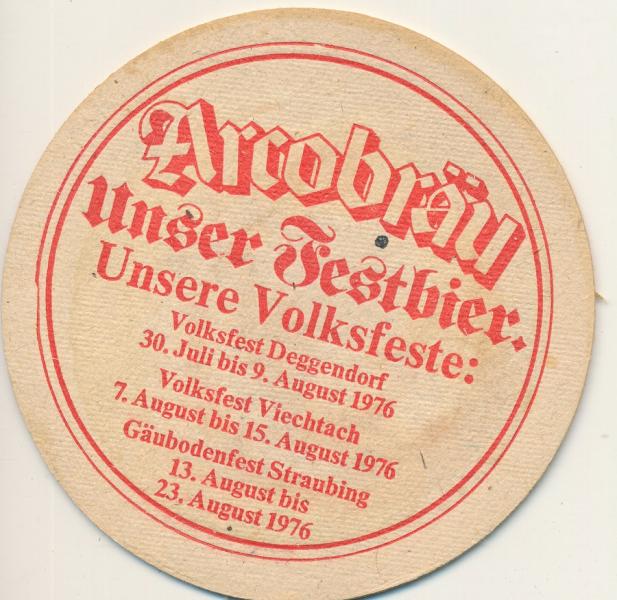 Arcobräu
Unser Festbier.
Unsere Volksfeste:
Volksfest Deggendorf
30. Juli bis 9. August 1976
Volksfest Viechtach
7. August bis 15. August 1976
Gäubodenfest Straubing
13. August bis
23. August 1976